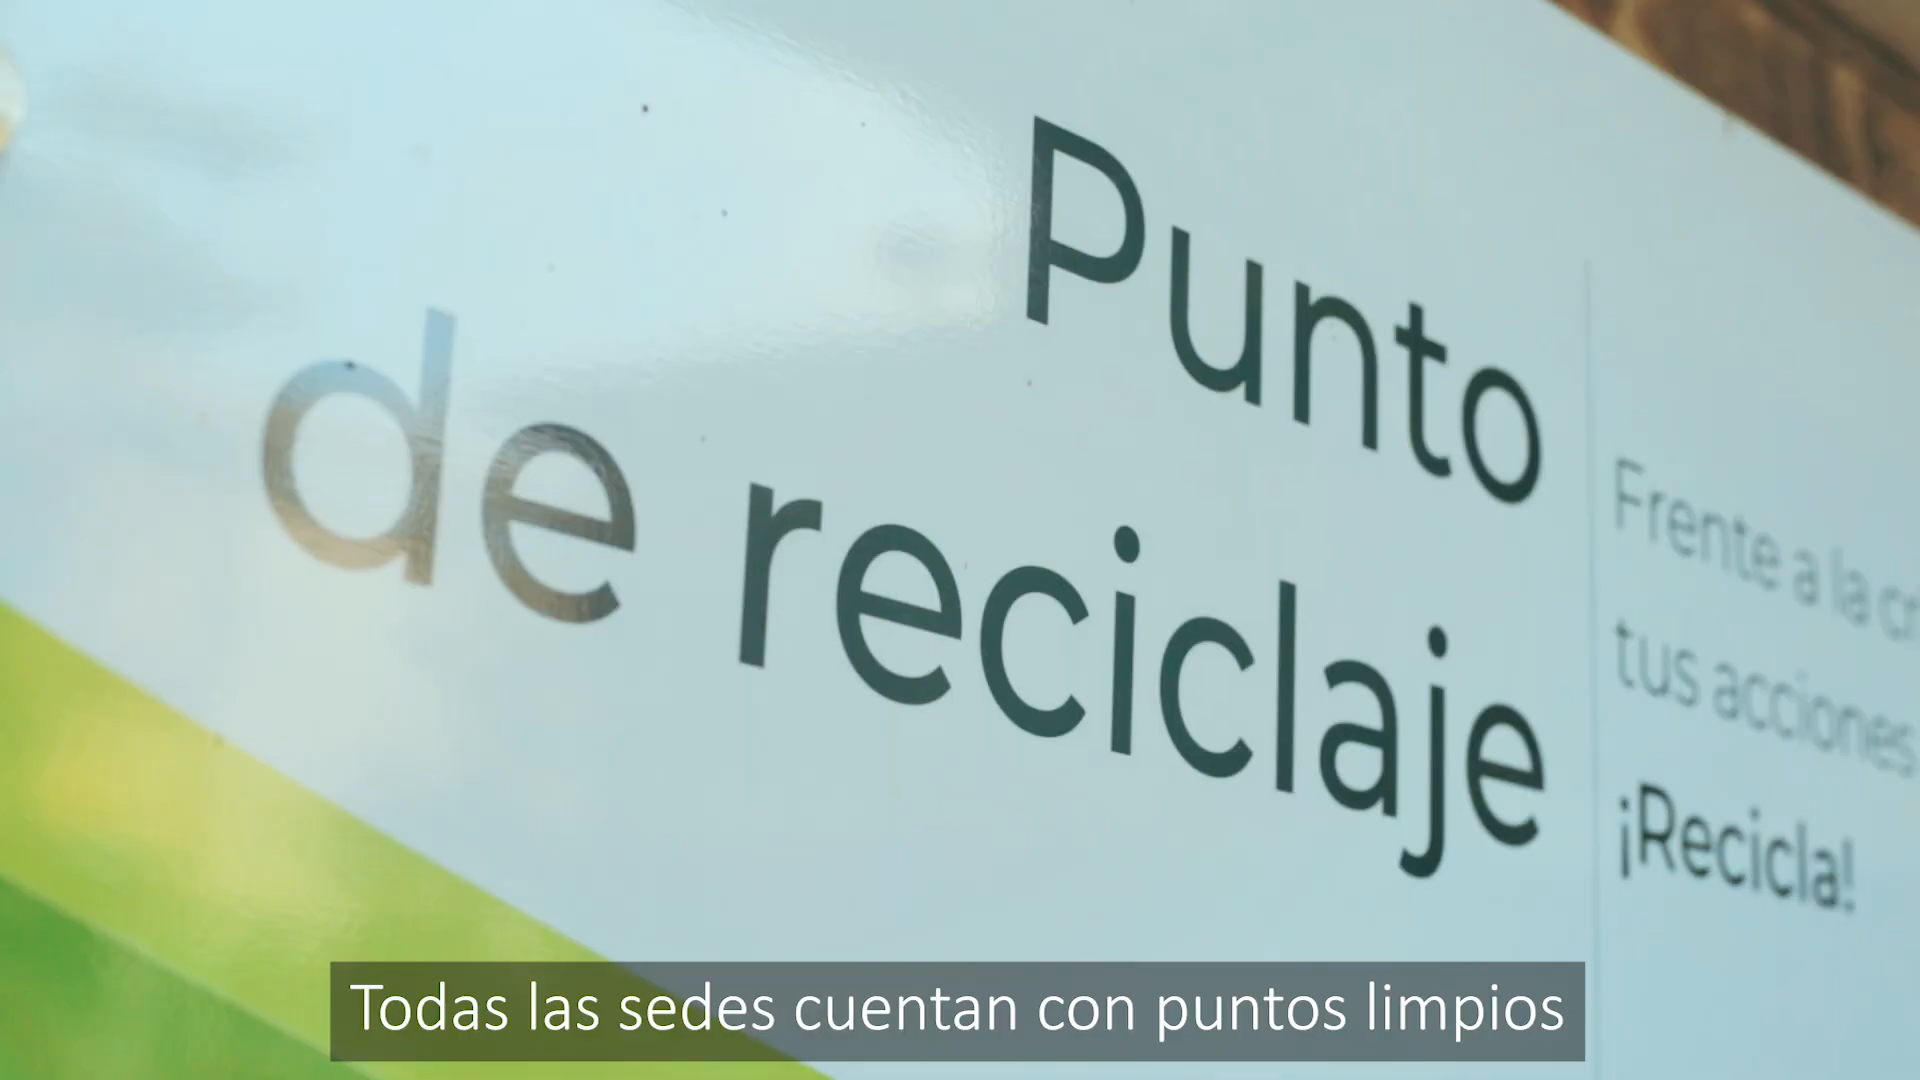 Punto
de reciclaje
Frente a la
tus acciones
¡Recicla!
Todas las sedes cuentan con puntos limpios